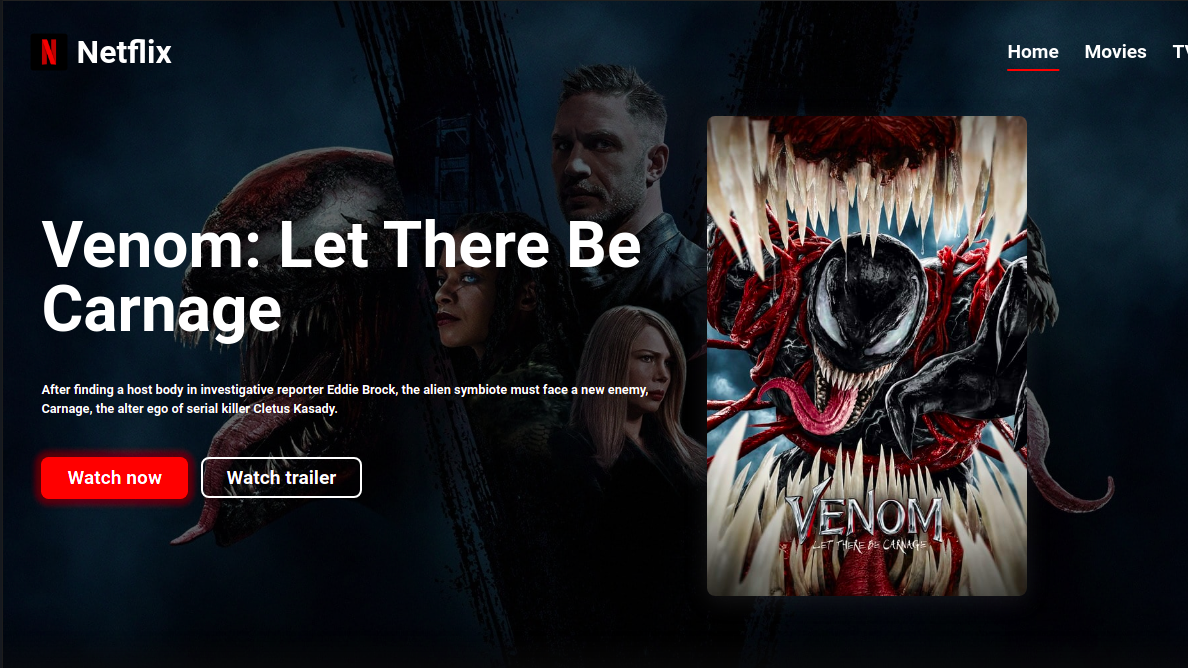 N Netflix
Home Movies TV
Venom: Let There Be
Carnage
After finding a host body in investigative reporter Eddie Brock, the alien symbiote must face a new enemy,
Carnage, the alter ego of serial killer Cletus Kasady.
Watch now Watch trailer
VENOM
LET THERE BE CARNAGE